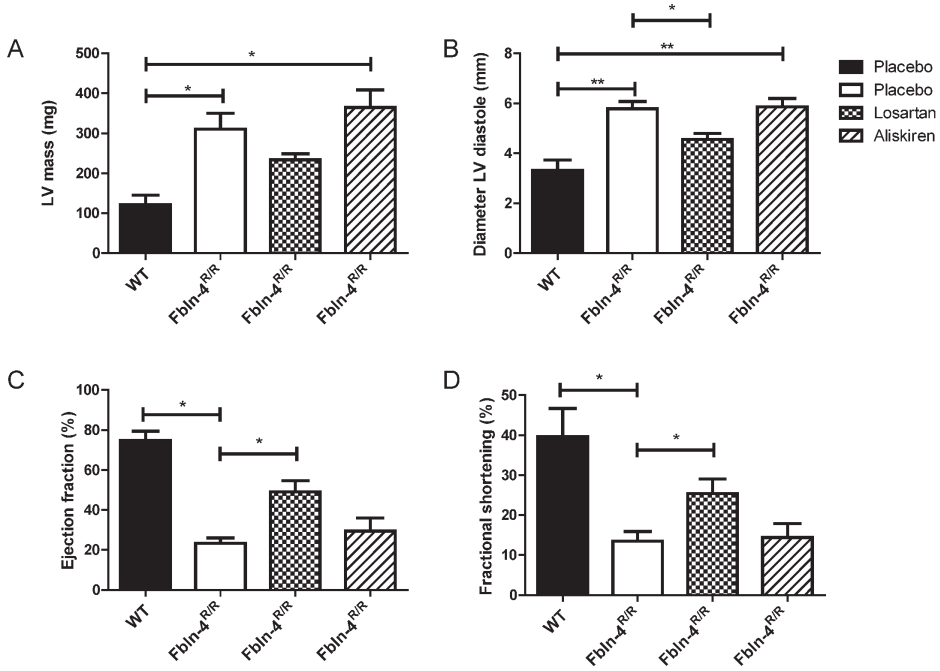 A
LV mass (mg)
500
400
300
200
100
0
*
*
WT
Fbln-4R/R
Fbln-4R/R
Fbln-4R/R
B
Diameter LV diastole (mm)
8
6
4
2
0
*
**
**
WT
Fbln-4R/R
Fbln-4R/R
Fbln-4R/R
Placebo
Placebo
Losartan
Aliskiren
C
Ejection fraction (%)
100
80
60
40
20
0
*
*
WT
Fbln-4R/R
Fbln-4R/R
Fbln-4R/R
D
Fractional shortening (%)
50
40
30
20
10
0
*
*
WT
Fbln-4R/R
Fbln-4R/R
Fbln-4R/R